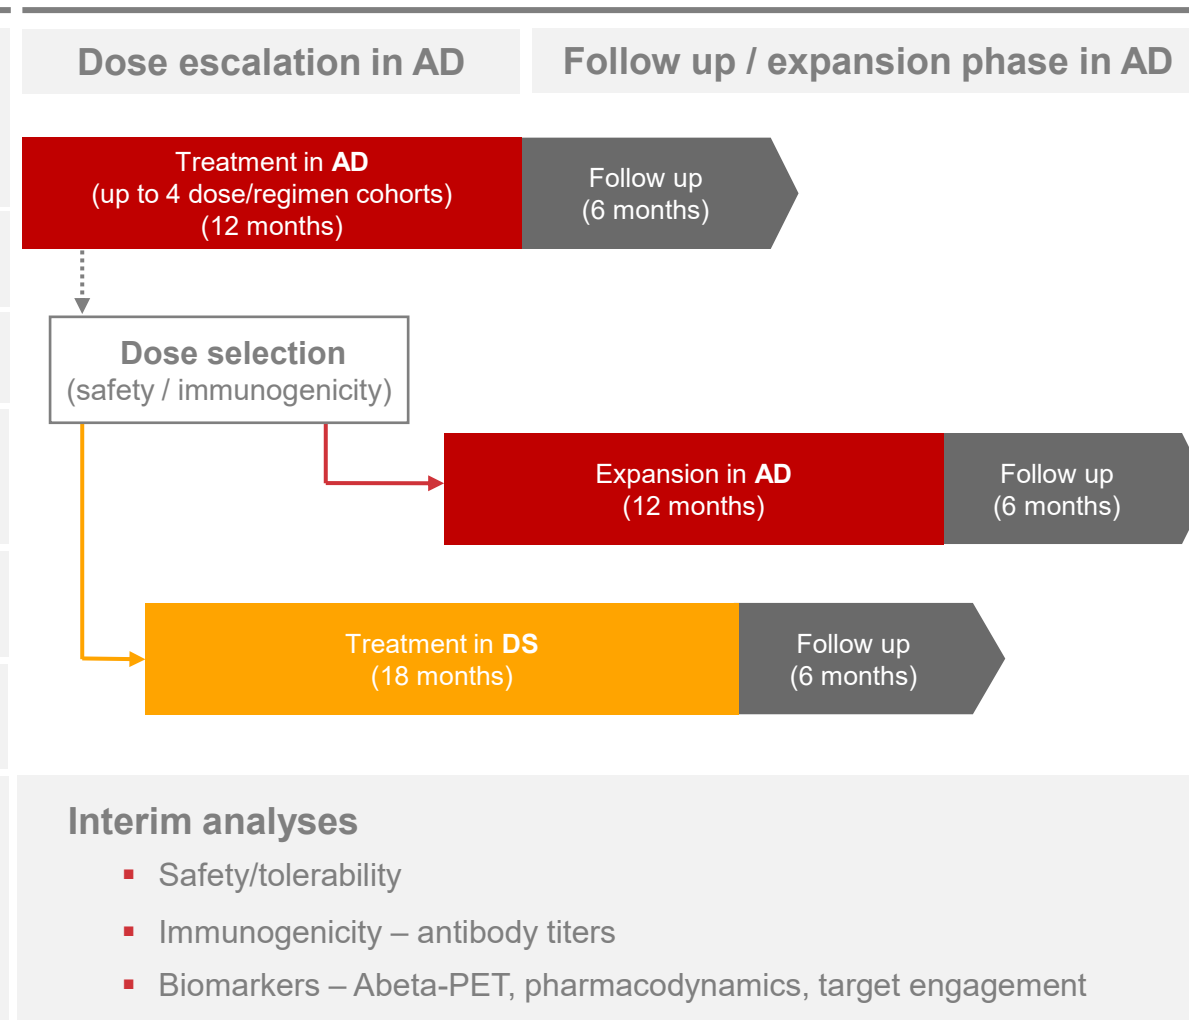 Dose escalation in AD
Follow up / expansion phase in AD
Treatment in AD
(up to 4 dose/regimen cohorts)
(12 months)
Follow up
(6 months)
Dose selection
(safety / immunogenicity)
Expansion in AD
(12 months)
Follow up
(6 months)
Treatment in DS
(18 months)
Follow up
(6 months)
Interim analyses
▪ Safety/tolerability
▪ Immunogenicity – antibody titers
▪ Biomarkers – Abeta-PET, pharmacodynamics, target engagement